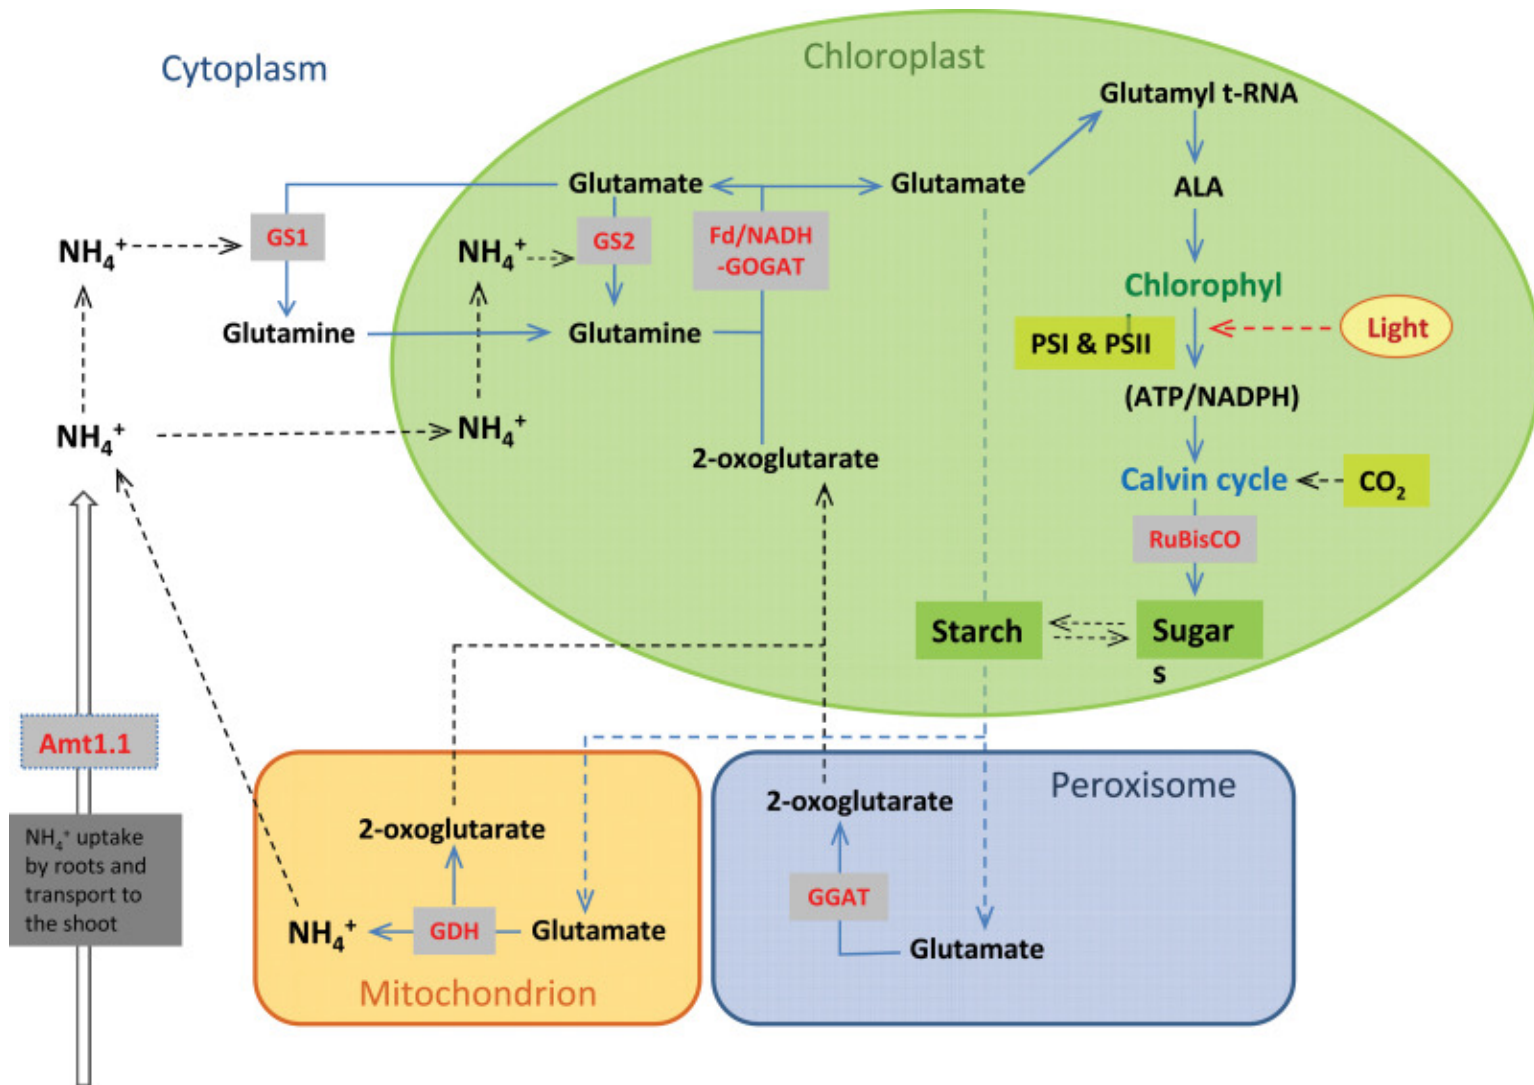 Cytoplasm
Chloroplast
Glutamyl t-RNA
Glutamate
Glutamate
ALA
NH₄⁺
GS1
NH₄⁺
GS2
Fd/NADH
-GOGAT
Chlorophyl
Glutamine
Glutamine
PSI & PSII
Light
(ATP/NADPH)
NH₄⁺
NH₄⁺
2-oxoglutarate
Calvin cycle
CO₂
RuBisCO
Starch
Sugar
s
Amt1.1
NH₄⁺ uptake
by roots and
transport to
the shoot
2-oxoglutarate
NH₄⁺
GDH
Glutamate
Mitochondrion
Peroxisome
2-oxoglutarate
GGAT
Glutamate